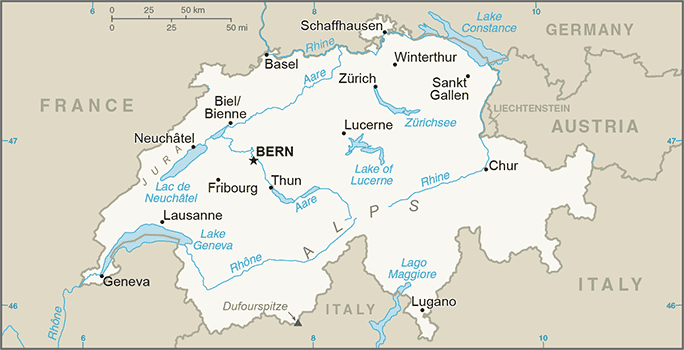 6
8
10
0 25 50 km
0 25 50 mi
Schaffhausen
Lake
Constance
GERMANY
Rhine
Basel
Winterthur
Aare
Zürich
Sankt
Gallen
FRANCE
Biel/
Bienne
LIECHTENSTEIN
Zürichsee
AUSTRIA
Lucerne
47
Neuchâtel
47
JURA
BERN
Lake of
Lucerne
Chur
Lac de
Neuchâtel
Fribourg
Thun
Rhine
Aare
Lausanne
ALPS
Lake
Geneva
Rhône
Lago
Maggiore
Geneva
ITALY
Dufourspitze
ITALY
Lugano
46
46
Rhône
6
8
10